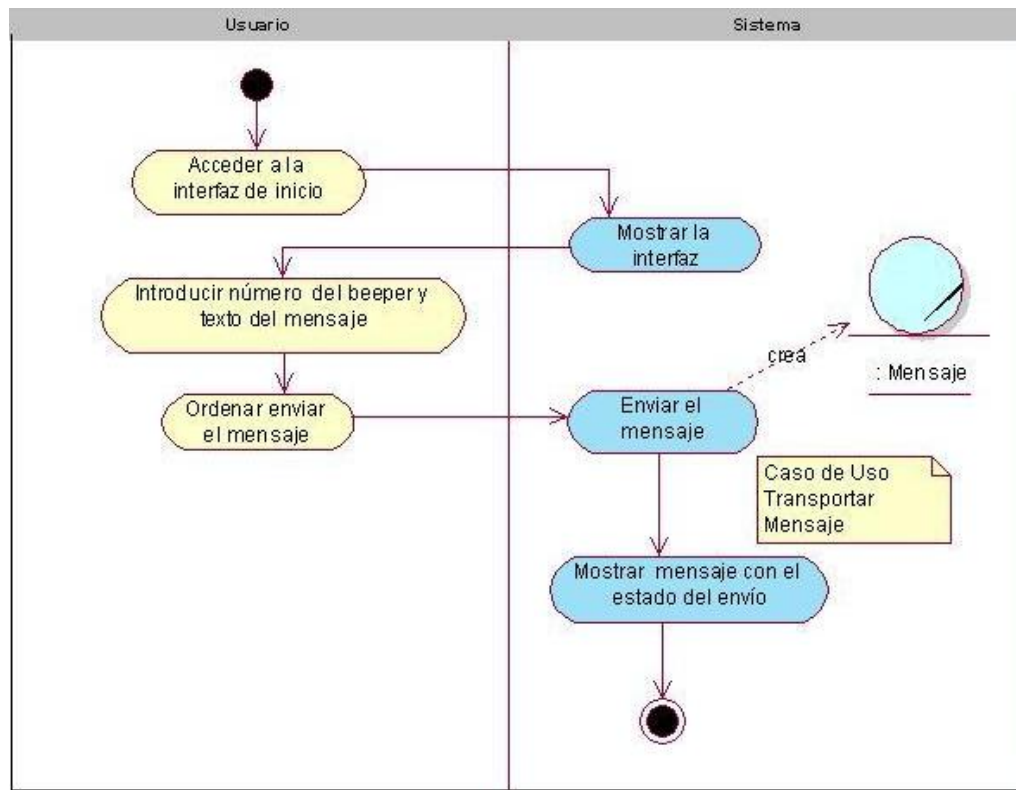 Usuario
Sistema
Acceder a la
interfaz de inicio
Mostrar la
interfaz
Introducir número del beeper y
texto del mensaje
crea
: Mensaje
Ordenar enviar
el mensaje
Enviar el
mensaje
Caso de Uso
Transportar
Mensaje
Mostrar mensaje con el
estado del envío